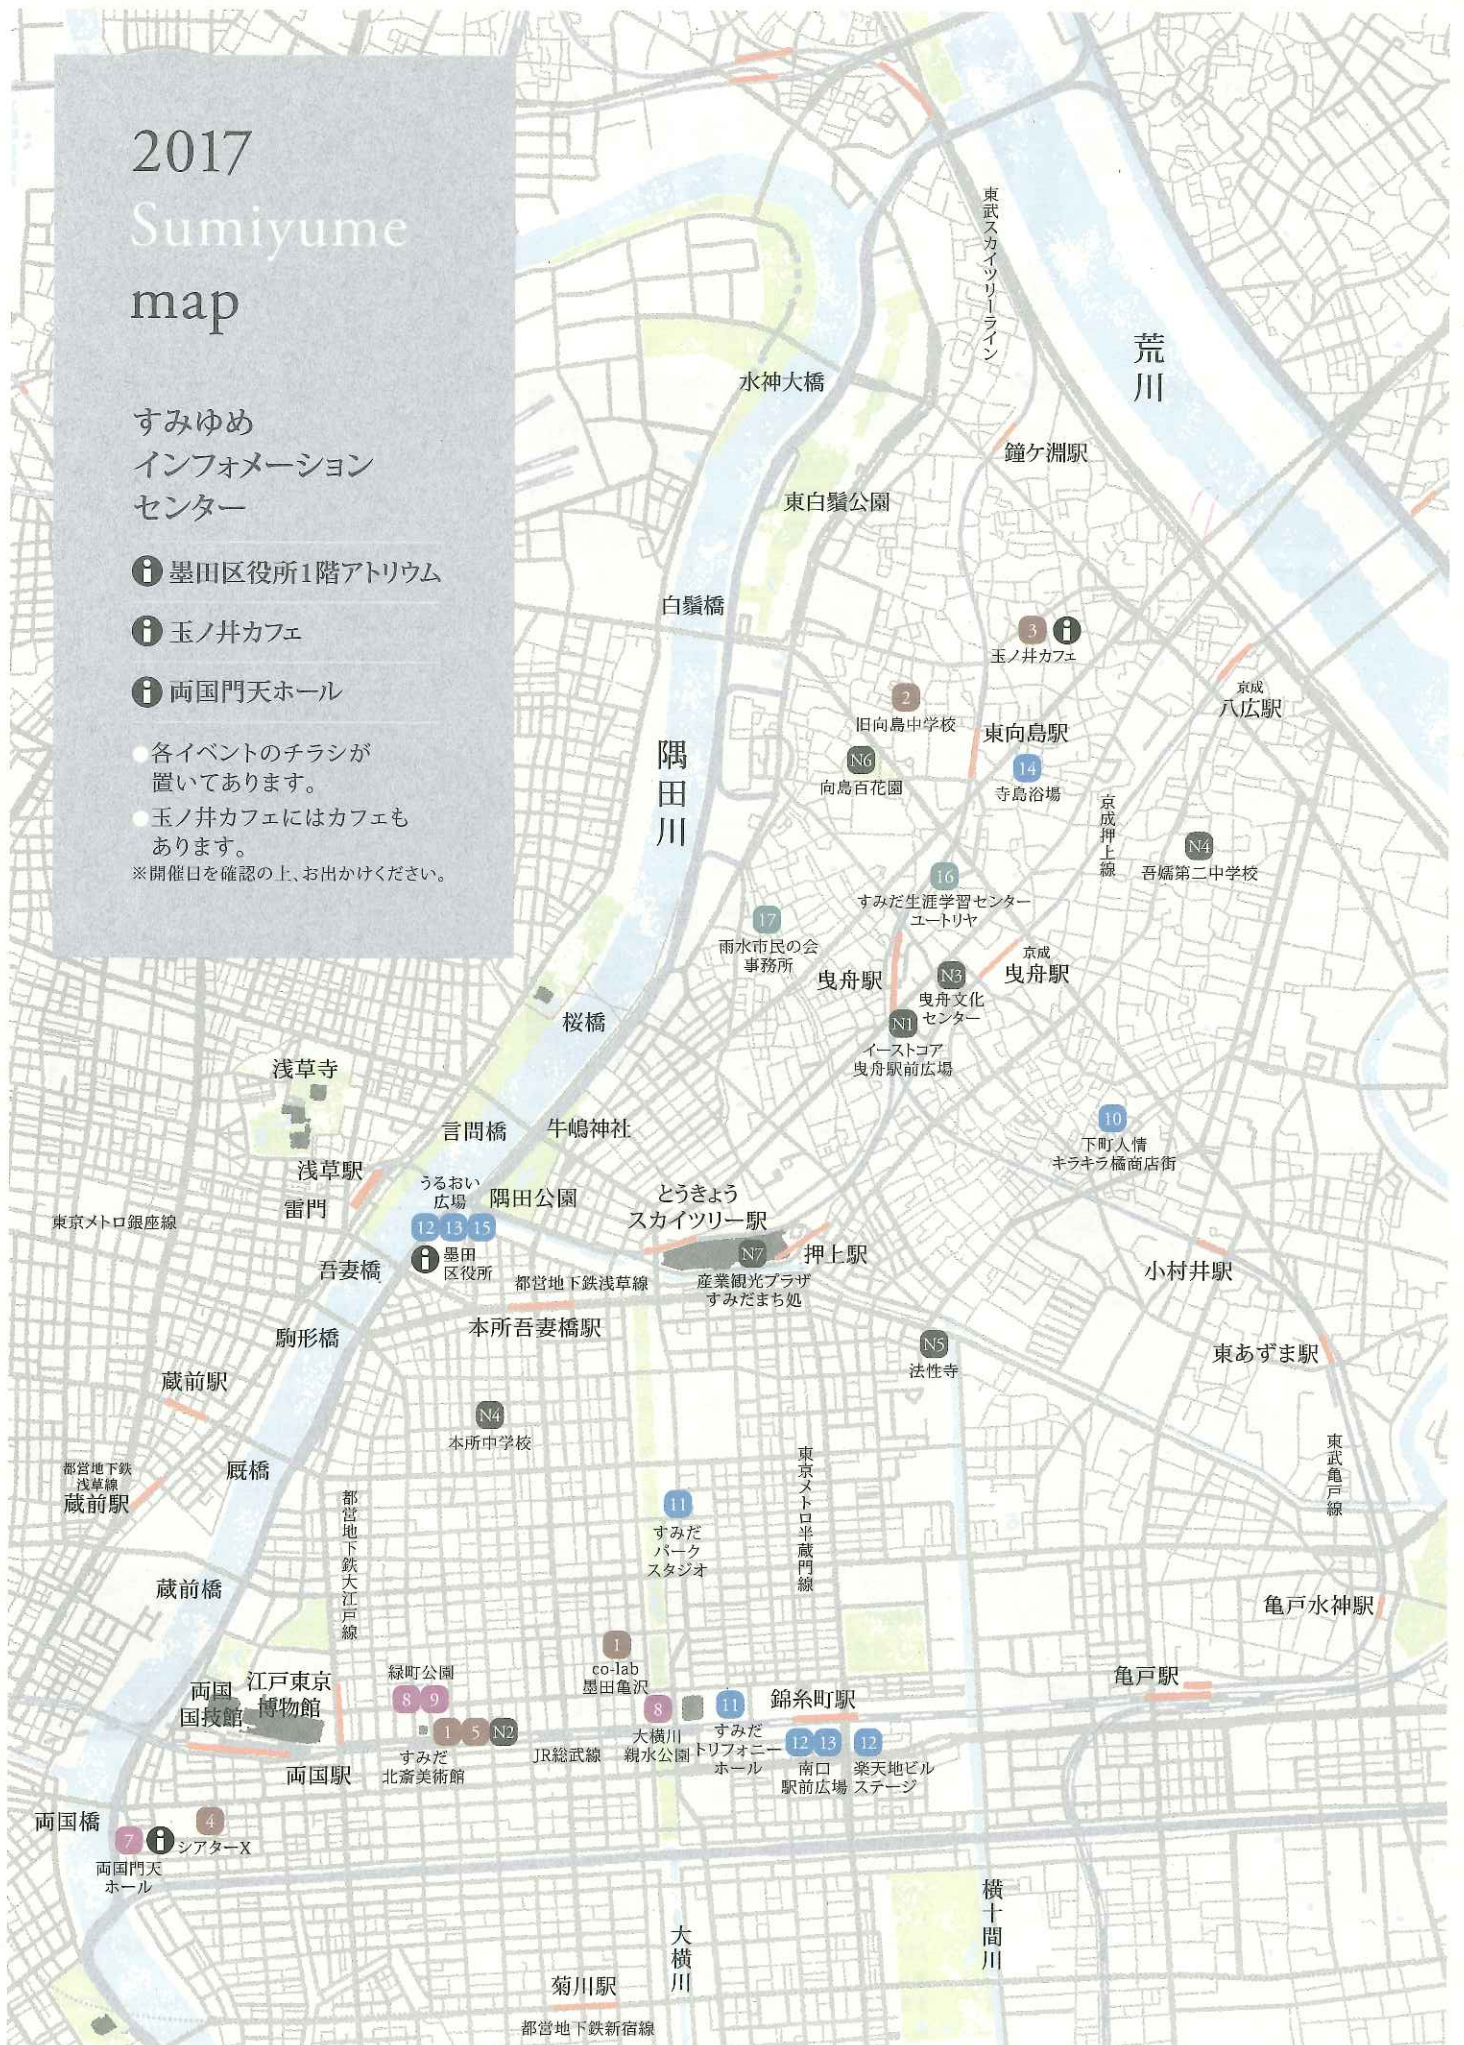 2017
Sumiyume
map
すみゆめ
インフォメーション
センター
i 墨田区役所1階アトリウム
i 玉ノ井カフェ
i 両国門天ホール
各イベントのチラシが
置いてあります。
玉ノ井カフェにはカフェも
あります。
※開催日を確認の上、お出かけください。
東武スカイツリーライン
荒川
水神大橋
鐘ケ淵駅
東白鬚公園
白鬚橋
3 i
玉ノ井カフェ
京成
八広駅
2
旧向島中学校
東向島駅
隅田川
N6
向島百花園
14
寺島浴場
京成押上線
N4
吾嬬第二中学校
16
すみだ生涯学習センター
ユートリヤ
17
雨水市民の会
事務所
曳舟駅
N3
曳舟文化
センター
京成
曳舟駅
N1
イーストコア
曳舟駅前広場
桜橋
浅草寺
言問橋
牛嶋神社
10
下町人情
キラキラ橘商店街
浅草駅
雷門
うるおい
広場
隅田公園
12 13 15
i 墨田
区役所
とうきょう
スカイツリー駅
N7
押上駅
産業観光プラザ
すみだまち処
東京メトロ銀座線
吾妻橋
都営地下鉄浅草線
本所吾妻橋駅
小村井駅
駒形橋
N5
法性寺
東あずま駅
蔵前駅
N4
本所中学校
都営地下鉄
浅草線
蔵前駅
厩橋
都営地下鉄大江戸線
東京メトロ半蔵門線
東武亀戸線
11
すみだ
パーク
スタジオ
蔵前橋
亀戸水神駅
1
co-lab
墨田亀沢
緑町公園
8 9
両国
国技館
江戸東京
博物館
亀戸駅
8
大横川
親水公園
11
すみだ
トリフォニー
ホール
錦糸町駅
1 5 N2
すみだ
北斎美術館
JR総武線
12 13
南口
駅前広場
12
楽天地ビル
ステージ
両国駅
両国橋
4
シアターX
7 i
両国門天
ホール
大横川
横十間川
菊川駅
都営地下鉄新宿線